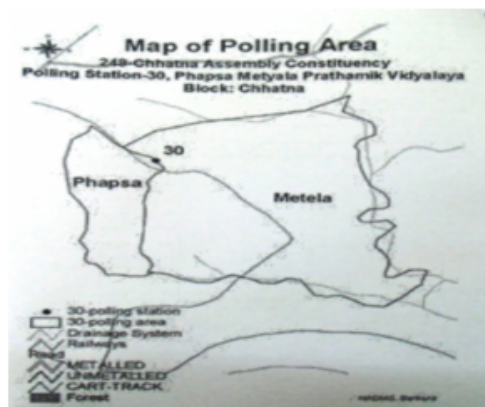 Map of Polling Area
249-Chhatna Assembly Constituency
Polling Station-30, Phapsa Metyala Prathamik Vidyalaya
Block: Chhatna
30
Phapsa
Metela
30-polling station
30-polling area
Drainage System
Railways
Road
METALLED
UNMETALLED
CART-TRACK
Forest